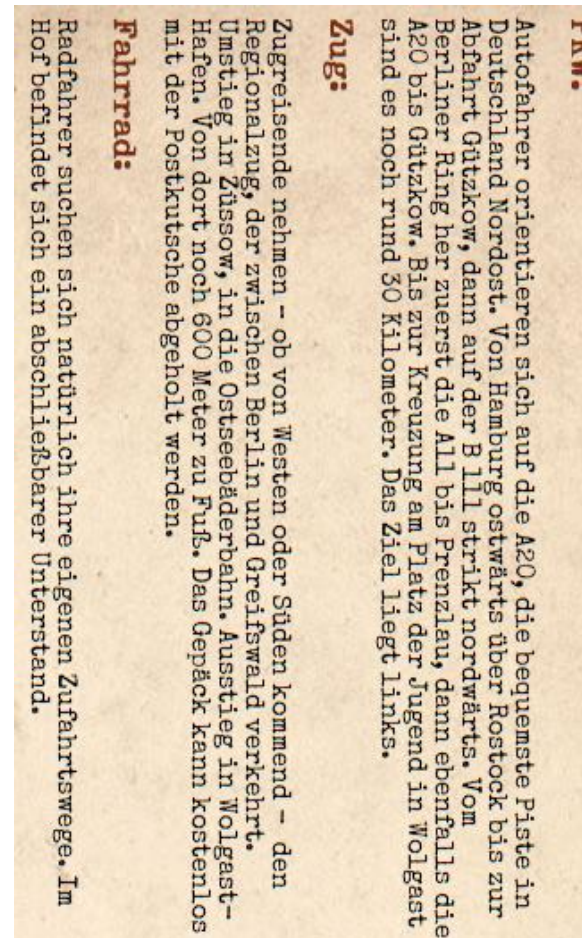 PKW:
Autofahrer orientieren sich auf die A20, die bequemste Piste in
Deutschland Nordost. Von Hamburg ostwärts über Rostock bis zur
Abfahrt Gützkow, dann auf der B 111 strikt nordwärts. Vom
Berliner Ring her zuerst die A11 bis Prenzlau, dann ebenfalls die
A20 bis Gützkow. Bis zur Kreuzung am Platz der Jugend in Wolgast
sind es noch rund 30 Kilometer. Das Ziel liegt links.
Zug:
Zugreisende nehmen - ob von Westen oder Süden kommend - den
Regionalzug, der zwischen Berlin und Greifswald verkehrt.
Umstieg in Züssow, in die Ostseebäderbahn. Ausstieg in Wolgast-
Hafen. Von dort noch 600 Meter zu Fuß. Das Gepäck kann kostenlos
mit der Postkutsche abgeholt werden.
Fahrrad:
Radfahrer suchen sich natürlich ihre eigenen Zufahrtswege. Im
Hof befindet sich ein abschließbarer Unterstand.